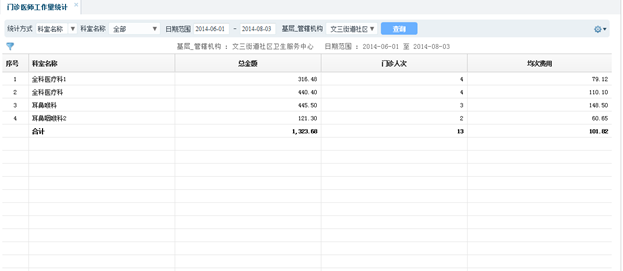 门诊医师工作量统计
统计方式 科室名称 科室名称 全部 日期范围 2014-06-01 - 2014-08-03 基层_管辖机构 文三街道社区 查询
基层_管辖机构 : 文三街道社区卫生服务中心 日期范围 : 2014-06-01 至 2014-08-03
序号 科室名称 总金额 门诊人次 均次费用
1 全科医疗科1 316.48 4 79.12
2 全科医疗科 440.40 4 110.10
3 耳鼻喉科 445.50 3 148.50
4 耳鼻咽喉科2 121.30 2 60.65
合计 1,323.68 13 101.82